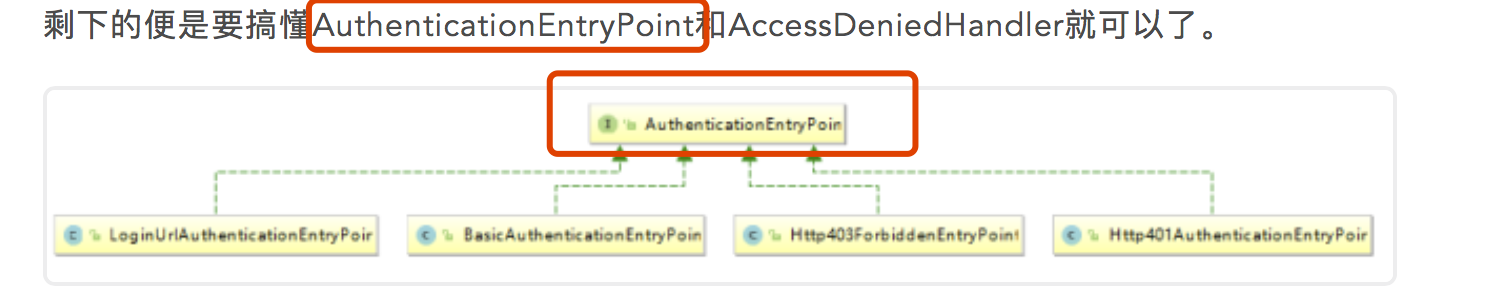 剩下的便是要搞懂AuthenticationEntryPoint和AccessDeniedHandler就可以了。
I AuthenticationEntryPoin
C LoginUrlAuthenticationEntryPoir
C BasicAuthenticationEntryPoin
C Http403ForbiddenEntryPoint
C Http401AuthenticationEntryPoir